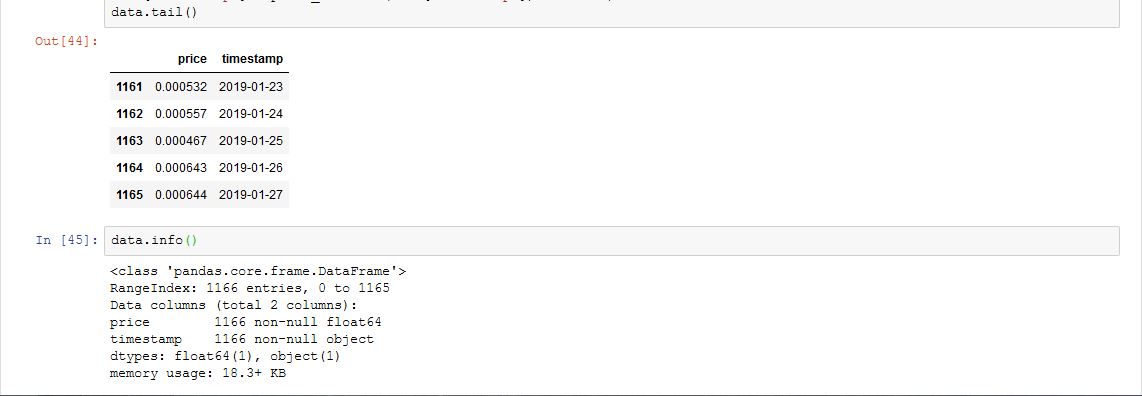 data.tail()
Out[44]:
price timestamp
1161 0.000532 2019-01-23
1162 0.000557 2019-01-24
1163 0.000467 2019-01-25
1164 0.000643 2019-01-26
1165 0.000644 2019-01-27
In [45]: data.info()
<class 'pandas.core.frame.DataFrame'>
RangeIndex: 1166 entries, 0 to 1165
Data columns (total 2 columns):
price 1166 non-null float64
timestamp 1166 non-null object
dtypes: float64(1), object(1)
memory usage: 18.3+ KB